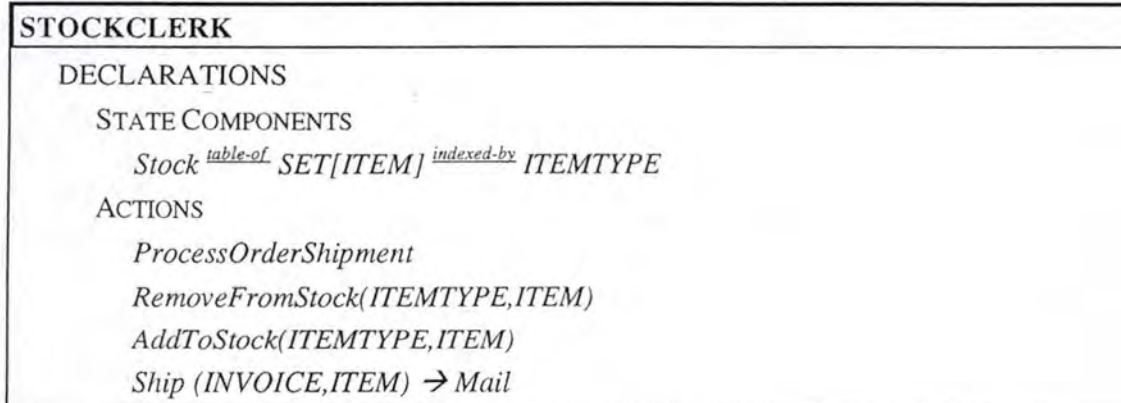 STOCKCLERK
DECLARATIONS
STATE COMPONENTS
Stock table-of SET[ITEM] indexed-by ITEMTYPE
ACTIONS
ProcessOrderShipment
RemoveFromStock(ITEMTYPE,ITEM)
AddToStock(ITEMTYPE,ITEM)
Ship (INVOICE,ITEM) → Mail